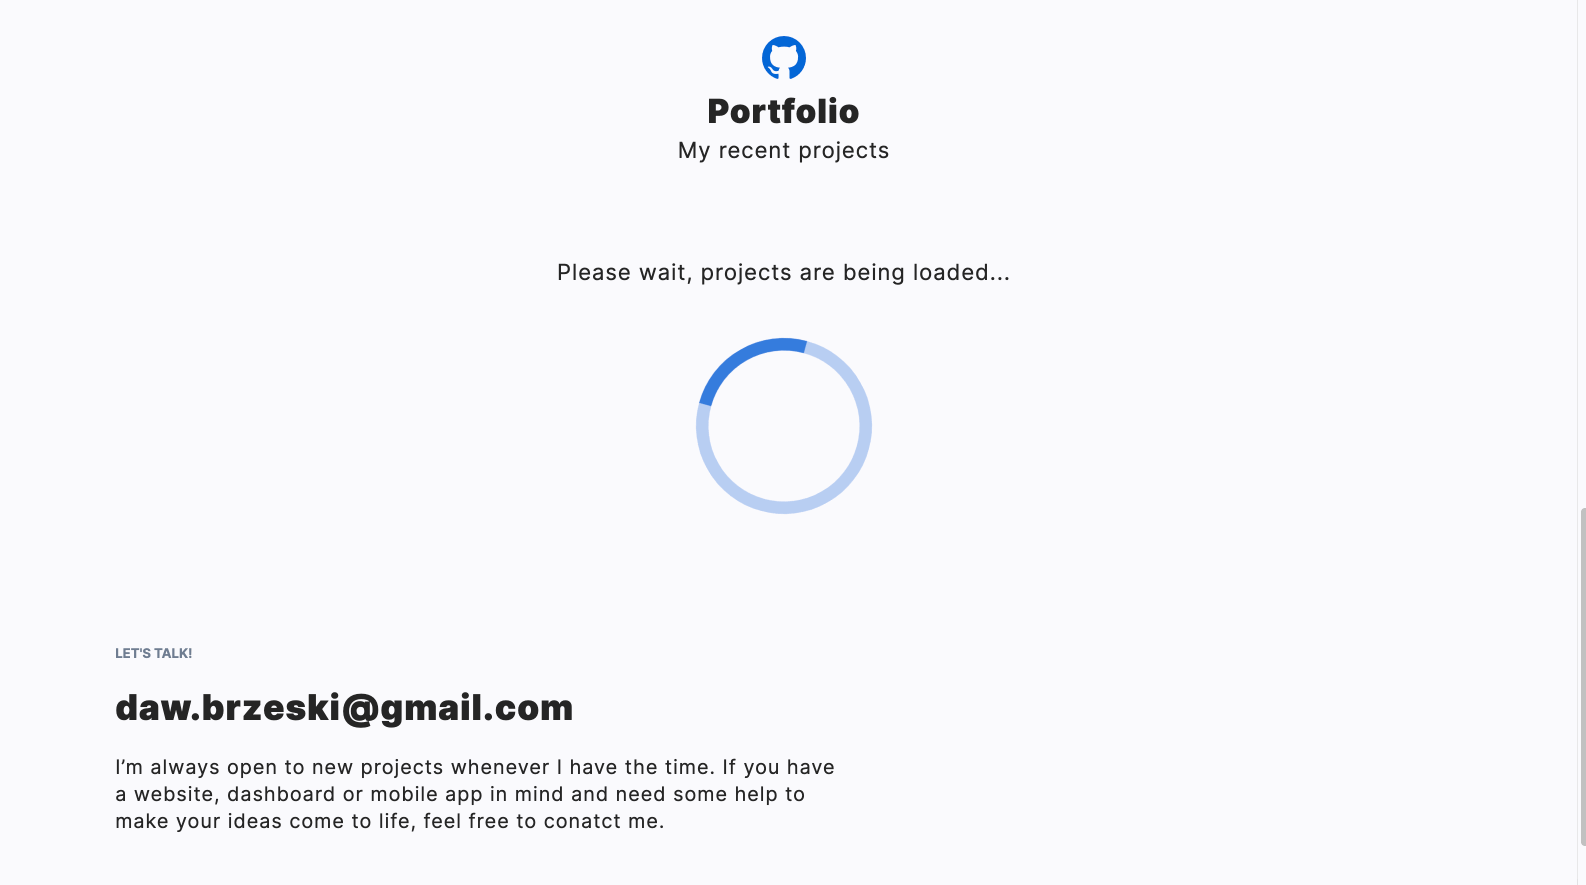 Portfolio
My recent projects
Please wait, projects are being loaded...
LET'S TALK!
daw.brzeski@gmail.com
I’m always open to new projects whenever I have the time. If you have
a website, dashboard or mobile app in mind and need some help to
make your ideas come to life, feel free to conatct me.